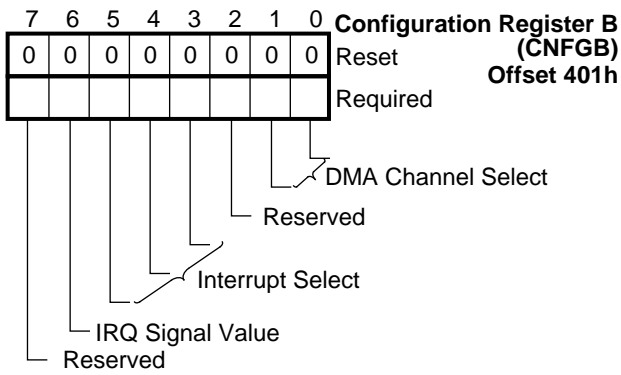 7 6 5 4 3 2 1 0 Configuration Register B
(CNFGB)
Offset 401h
0 0 0 0 0 0 0 0 Reset
Required
DMA Channel Select
Reserved
Interrupt Select
IRQ Signal Value
Reserved